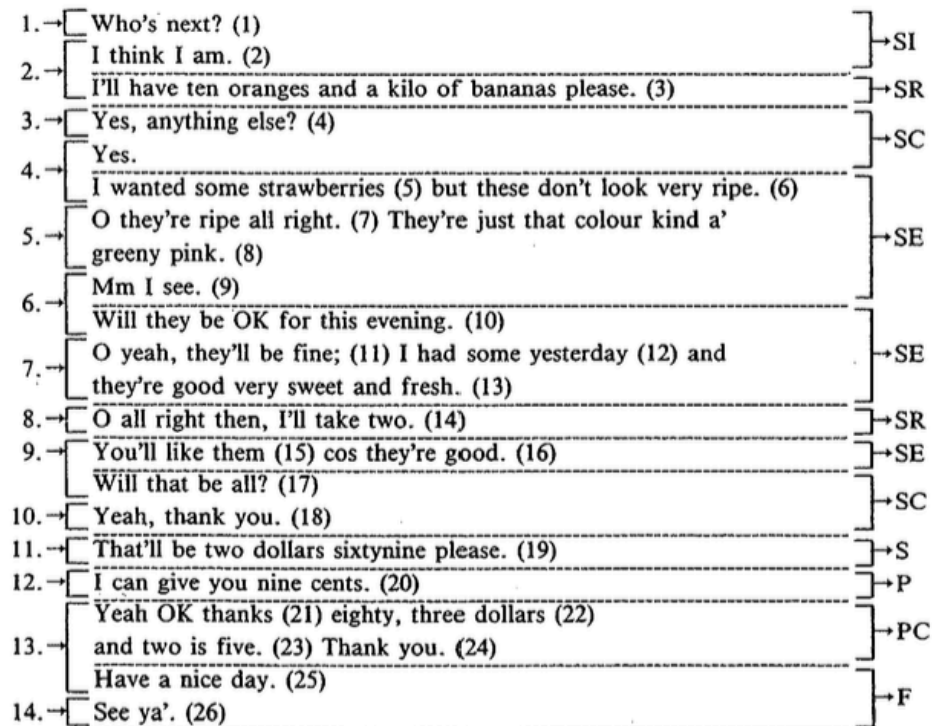 1.→ Who's next? (1)
→SI
2.→ I think I am. (2)
I'll have ten oranges and a kilo of bananas please. (3) →SR
3.→ Yes, anything else? (4)
→SC
4.→ Yes.
I wanted some strawberries (5) but these don't look very ripe. (6)
5.→ O they're ripe all right. (7) They're just that colour kind a'
→SE
greeny pink. (8)
6.→ Mm I see. (9)
Will they be OK for this evening. (10)
→SE
7.→ O yeah, they'll be fine; (11) I had some yesterday (12) and
they're good very sweet and fresh. (13)
8.→ O all right then, I'll take two. (14) →SR
9.→ You'll like them (15) cos they're good. (16) →SE
Will that be all? (17)
→SC
10.→ Yeah, thank you. (18)
11.→ That'll be two dollars sixtynine please. (19) →S
12.→ I can give you nine cents. (20) →P
13.→ Yeah OK thanks (21) eighty, three dollars (22)
→PC
and two is five. (23) Thank you. (24)
Have a nice day. (25)
→F
14.→ See ya'. (26)